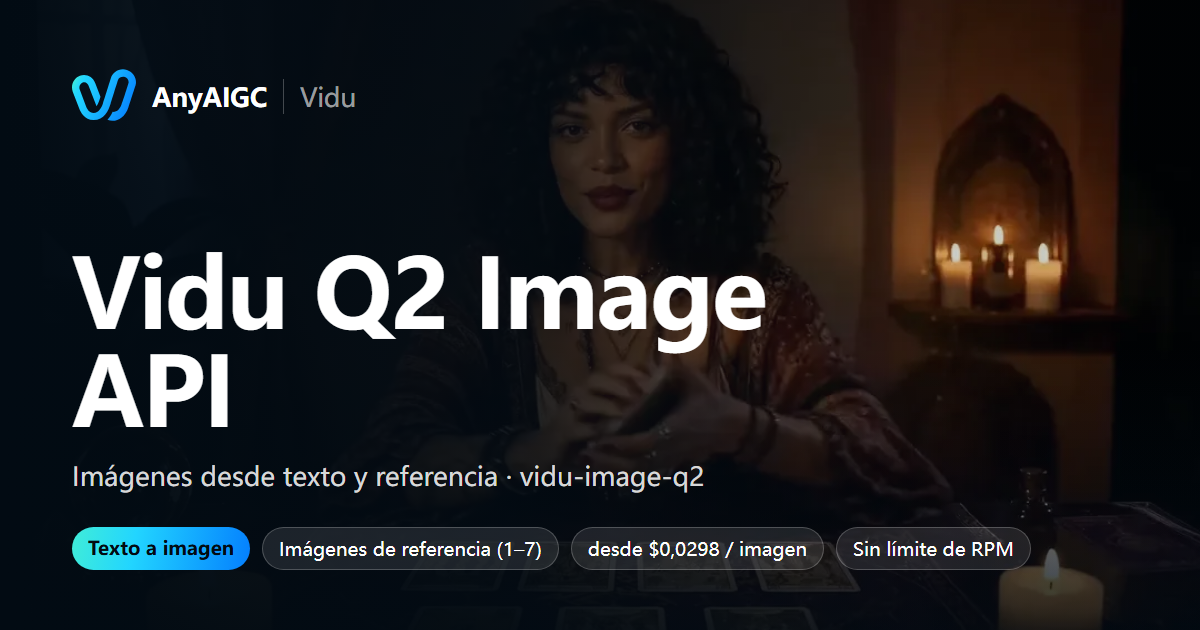 AnyAIGC | Vidu
Vidu Q2 Image
API
Imágenes desde texto y referencia · vidu-image-q2
Texto a imagen
Imágenes de referencia (1–7)
desde $0,0298 / imagen
Sin límite de RPM